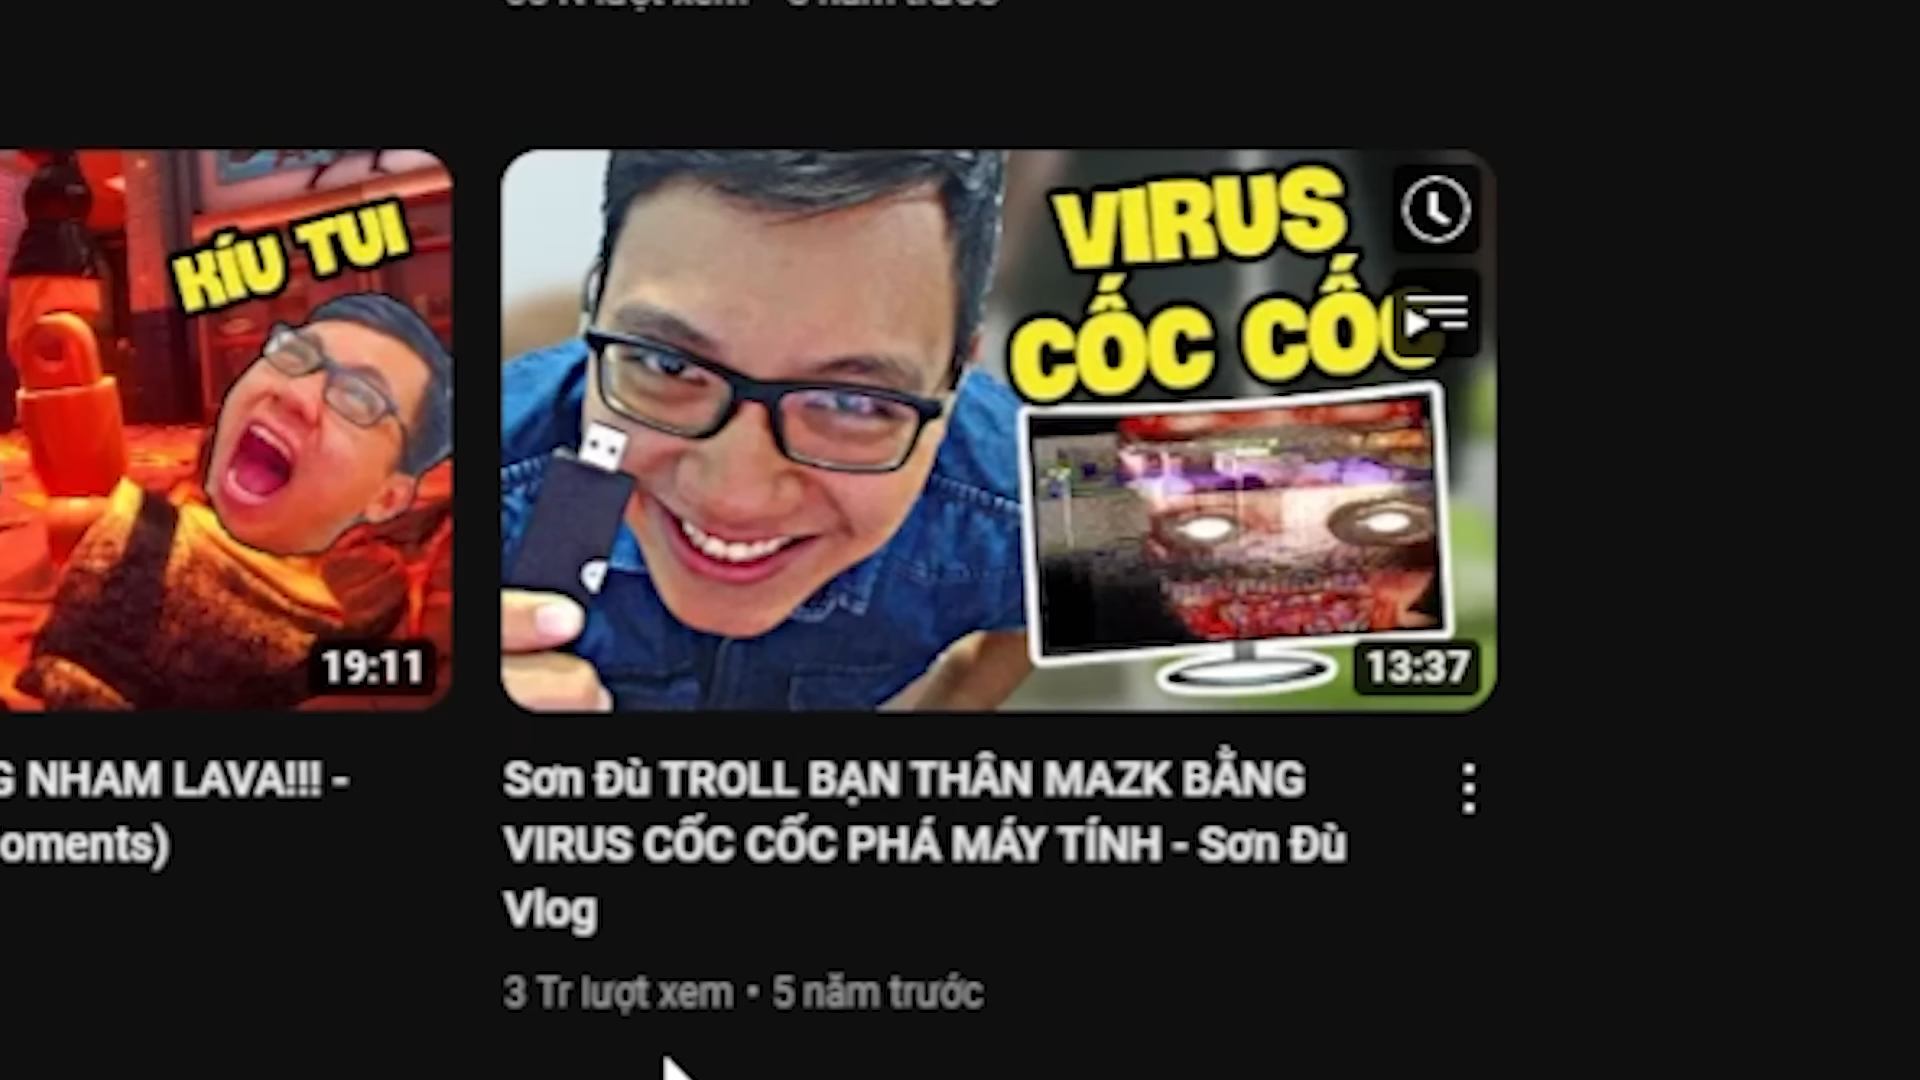 KÍU TUI
19:11
VIRUS
CỐC CỐC
13:37
G NHAM LAVA!!! -
oments)
Sơn Đù TROLL BẠN THÂN MAZK BẰNG
VIRUS CỐC CỐC PHÁ MÁY TÍNH - Sơn Đù
Vlog
3 Tr lượt xem • 5 năm trước